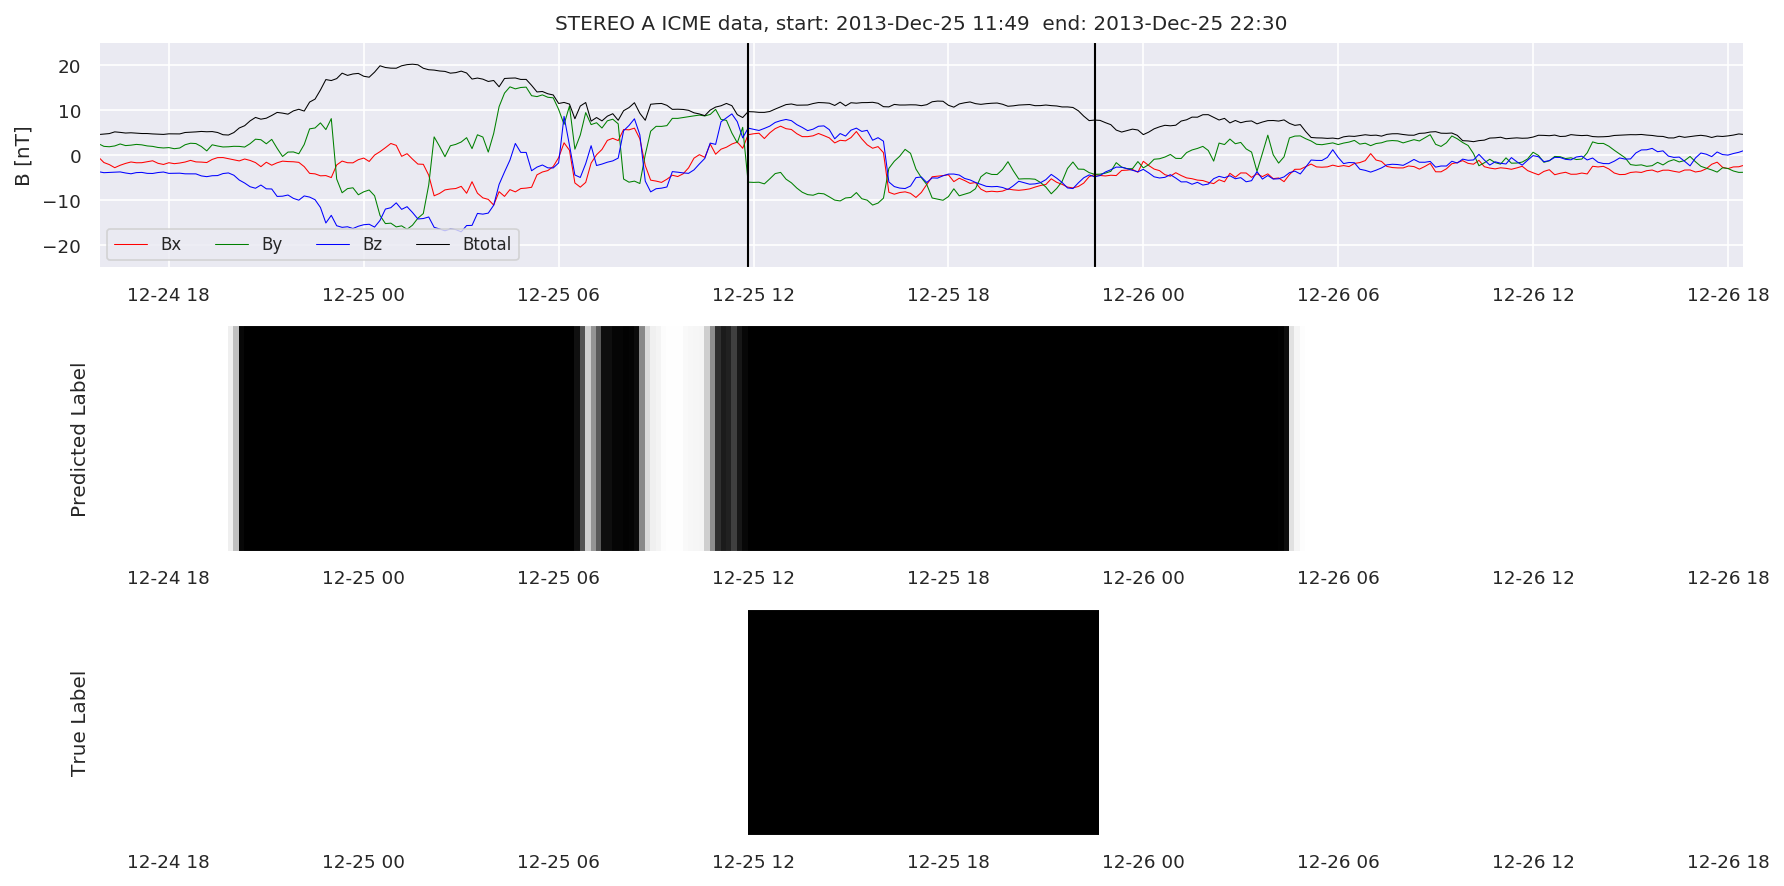 STEREO A ICME data, start: 2013-Dec-25 11:49  end: 2013-Dec-25 22:30
B [nT]
20
10
0
−10
−20
Bx By Bz Btotal
12-24 18 12-25 00 12-25 06 12-25 12 12-25 18 12-26 00 12-26 06 12-26 12 12-26 18
Predicted Label
12-24 18 12-25 00 12-25 06 12-25 12 12-25 18 12-26 00 12-26 06 12-26 12 12-26 18
True Label
12-24 18 12-25 00 12-25 06 12-25 12 12-25 18 12-26 00 12-26 06 12-26 12 12-26 18